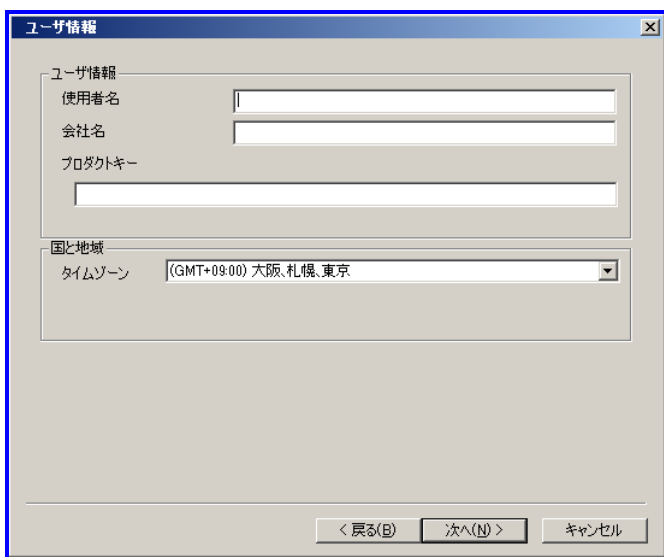 ユーザ情報
ユーザ情報
使用者名
会社名
プロダクトキー
国と地域
タイムゾーン (GMT+09:00) 大阪、札幌、東京
< 戻る(B) 次へ(N) > キャンセル